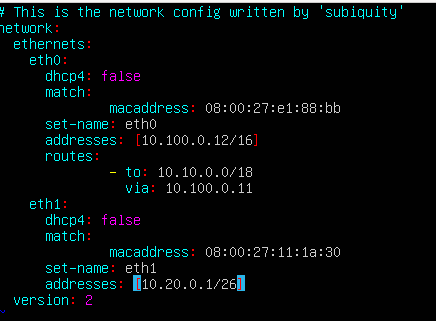 # This is the network config written by 'subiquity'
network:
  ethernets:
    eth0:
      dhcp4: false
      match:
              macaddress: 08:00:27:e1:88:bb
      set-name: eth0
      addresses: [10.100.0.12/16]
      routes:
              - to: 10.10.0.0/18
                via: 10.100.0.11
    eth1:
      dhcp4: false
      match:
              macaddress: 08:00:27:11:1a:30
      set-name: eth1
      addresses: [10.20.0.1/26]
  version: 2
~